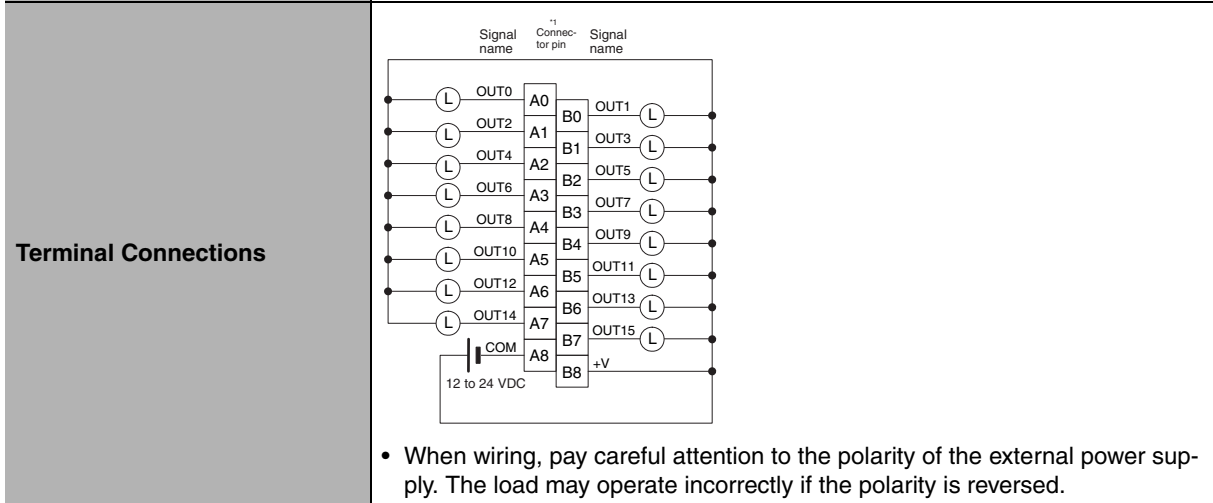 *1
Signal name Connec- tor pin Signal name
L OUT0 A0
B0 OUT1 L
L OUT2 A1
B1 OUT3 L
L OUT4 A2
B2 OUT5 L
L OUT6 A3
B3 OUT7 L
L OUT8 A4
B4 OUT9 L
L OUT10 A5
B5 OUT11 L
L OUT12 A6
B6 OUT13 L
L OUT14 A7
B7 OUT15 L
COM A8
B8 +V
12 to 24 VDC
Terminal Connections
• When wiring, pay careful attention to the polarity of the external power sup-
ply. The load may operate incorrectly if the polarity is reversed.